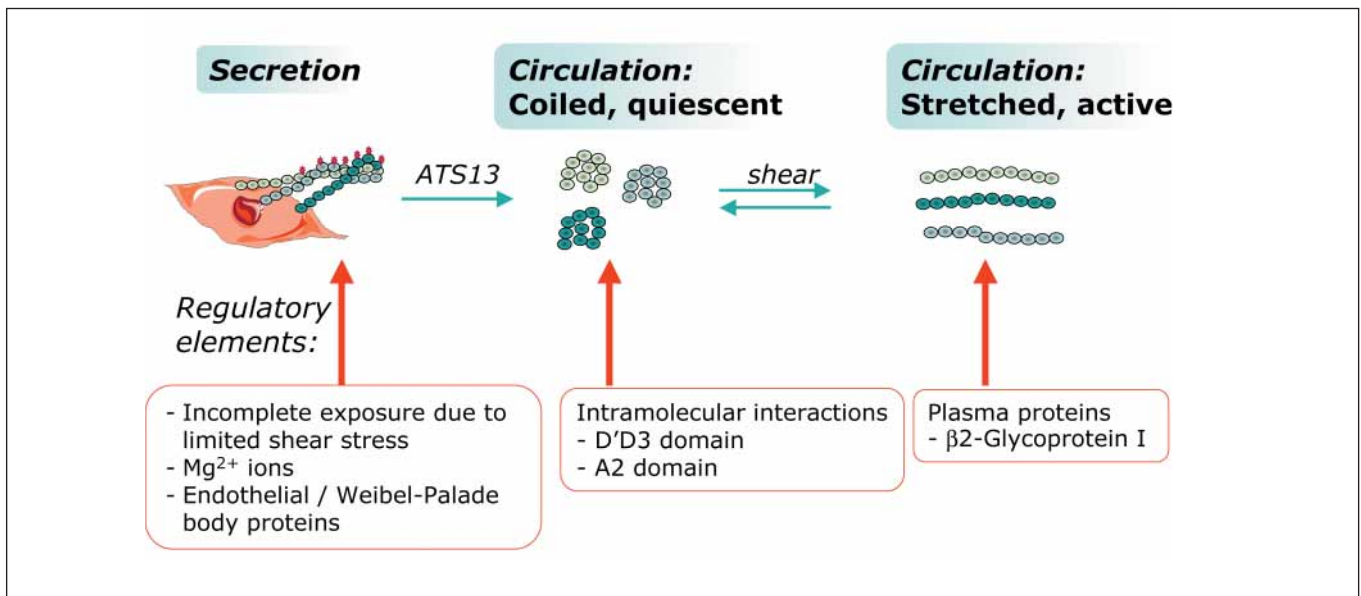 Secretion
Circulation:
Coiled, quiescent
Circulation:
Stretched, active
ATS13
shear
Regulatory
elements:
- Incomplete exposure due to
limited shear stress
- Mg²⁺ ions
- Endothelial / Weibel-Palade
body proteins
Intramolecular interactions
- D'D3 domain
- A2 domain
Plasma proteins
- β2-Glycoprotein I